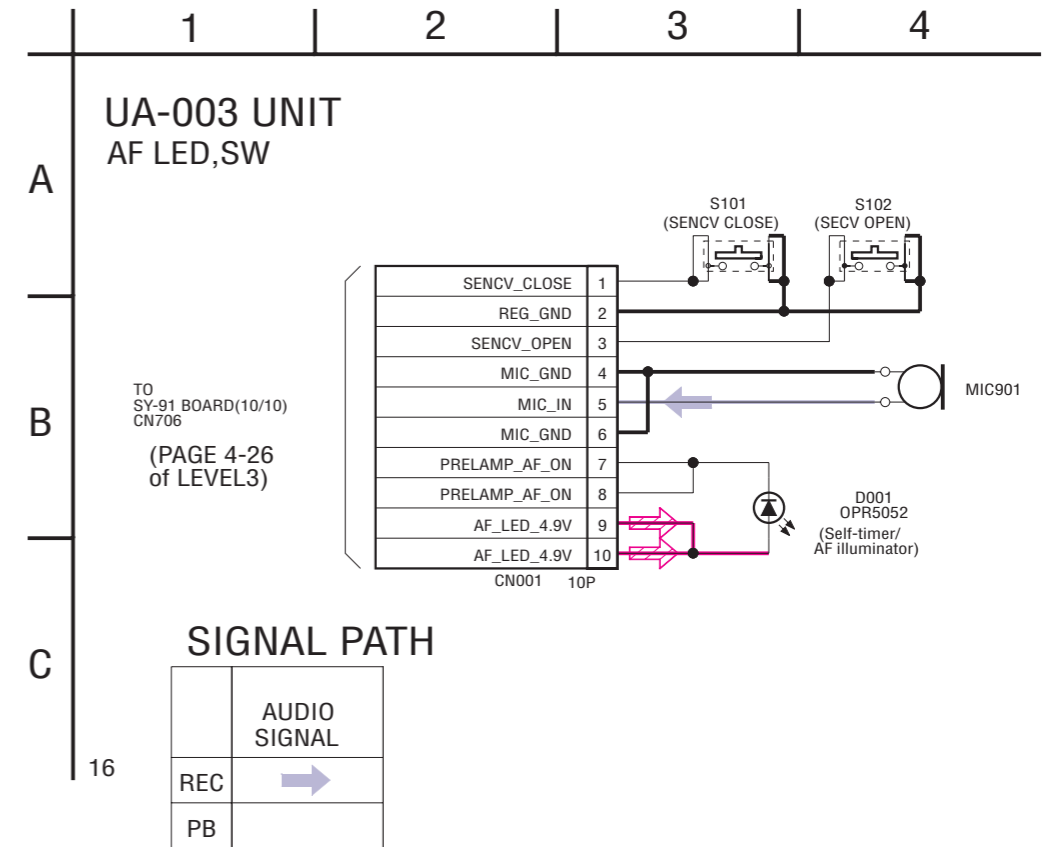 1 2 3 4
UA-003 UNIT
AF LED,SW
A
S101
(SENCV CLOSE)
S102
(SECV OPEN)
SENCV_CLOSE 1
REG_GND 2
SENCV_OPEN 3
MIC_GND 4
MIC_IN 5
MIC_GND 6
PRELAMP_AF_ON 7
PRELAMP_AF_ON 8
AF_LED_4.9V 9
AF_LED_4.9V 10
CN001 10P
B
TO
SY-91 BOARD(10/10)
CN706
(PAGE 4-26
of LEVEL3)
MIC901
D001
OPR5052
(Self-timer/
AF illuminator)
C
SIGNAL PATH
AUDIO
SIGNAL
REC
PB
16